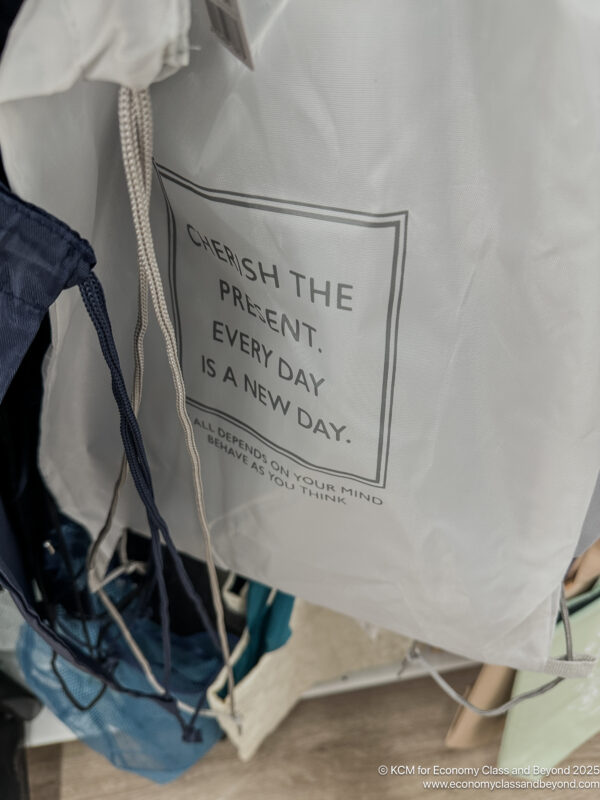 CHERISH THE
PRESENT.
EVERY DAY
IS A NEW DAY.
ALL DEPENDS ON YOUR MIND
BEHAVE AS YOU THINK
© KCM for Economy Class and Beyond 2025
www.economyclassandbeyond.com